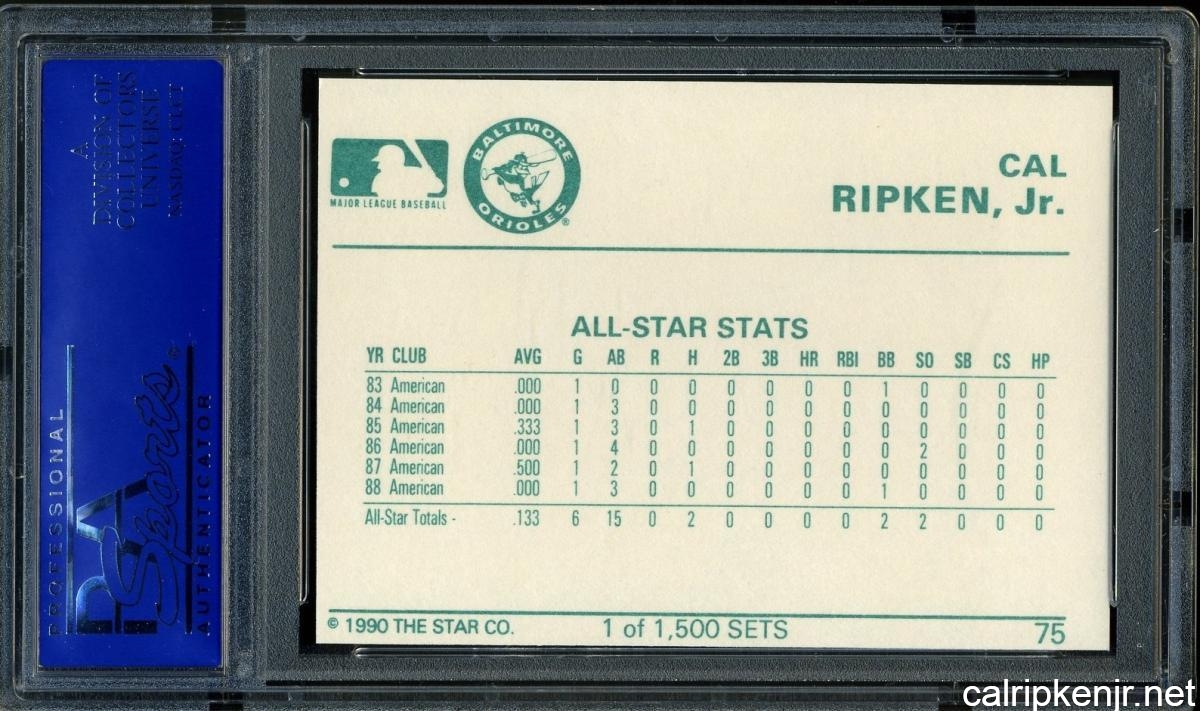 A
DIVISION OF
COLLECTORS
UNIVERSE
NASDAQ: CLCT
PROFESSIONAL
PSA
Sports
AUTHENTICATOR
MAJOR LEAGUE BASEBALL
BALTIMORE
ORIOLES
CAL
RIPKEN, Jr.
ALL-STAR STATS
YR CLUB AVG G AB R H 2B 3B HR RBI BB SO SB CS HP
83 American .000 1 0 0 0 0 0 0 0 1 0 0 0 0
84 American .000 1 3 0 0 0 0 0 0 0 0 0 0 0
85 American .333 1 3 0 1 0 0 0 0 0 0 0 0 0
86 American .000 1 4 0 0 0 0 0 0 0 2 0 0 0
87 American .500 1 2 0 1 0 0 0 0 0 0 0 0 0
88 American .000 1 3 0 0 0 0 0 0 1 0 0 0 0
All-Star Totals - .133 6 15 0 2 0 0 0 0 2 2 0 0 0
© 1990 THE STAR CO. 1 of 1,500 SETS 75
calripkenjr.net